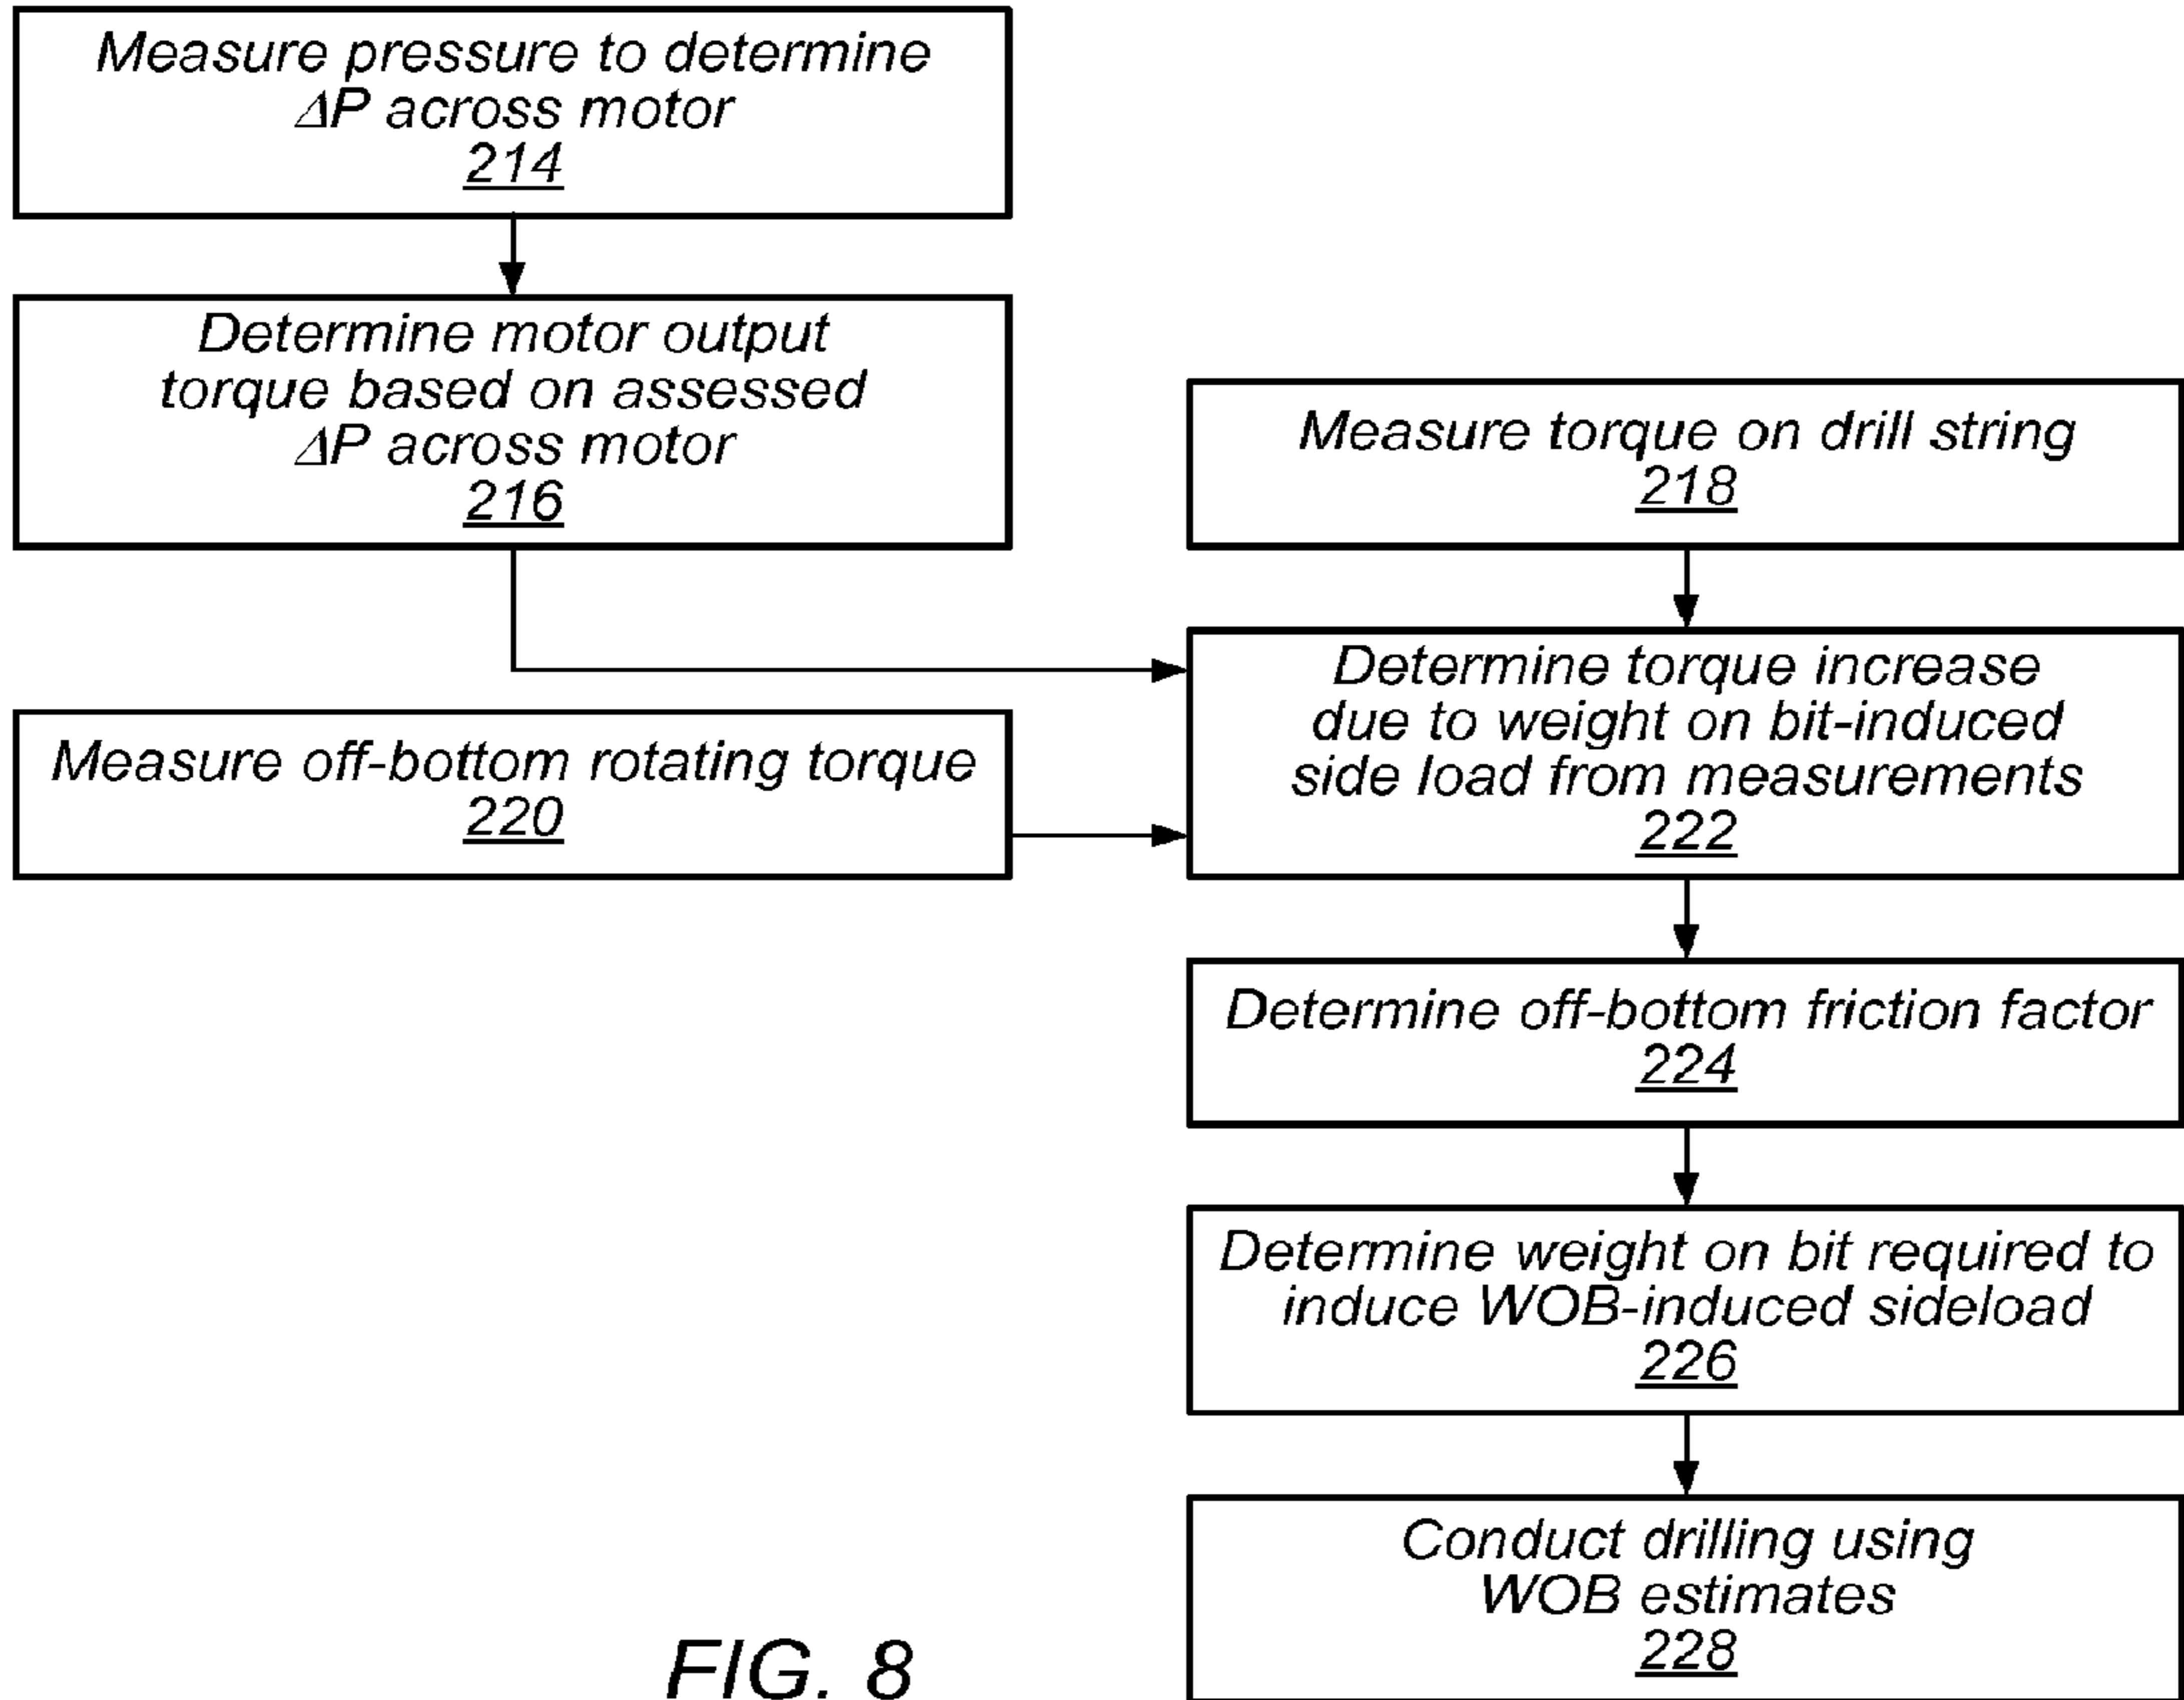 Measure pressure to determine
ΔP across motor
214
Determine motor output
torque based on assessed
ΔP across motor
216
Measure torque on drill string
218
Measure off-bottom rotating torque
220
Determine torque increase
due to weight on bit-induced
side load from measurements
222
Determine off-bottom friction factor
224
Determine weight on bit required to
induce WOB-induced sideload
226
Conduct drilling using
WOB estimates
228
FIG. 8